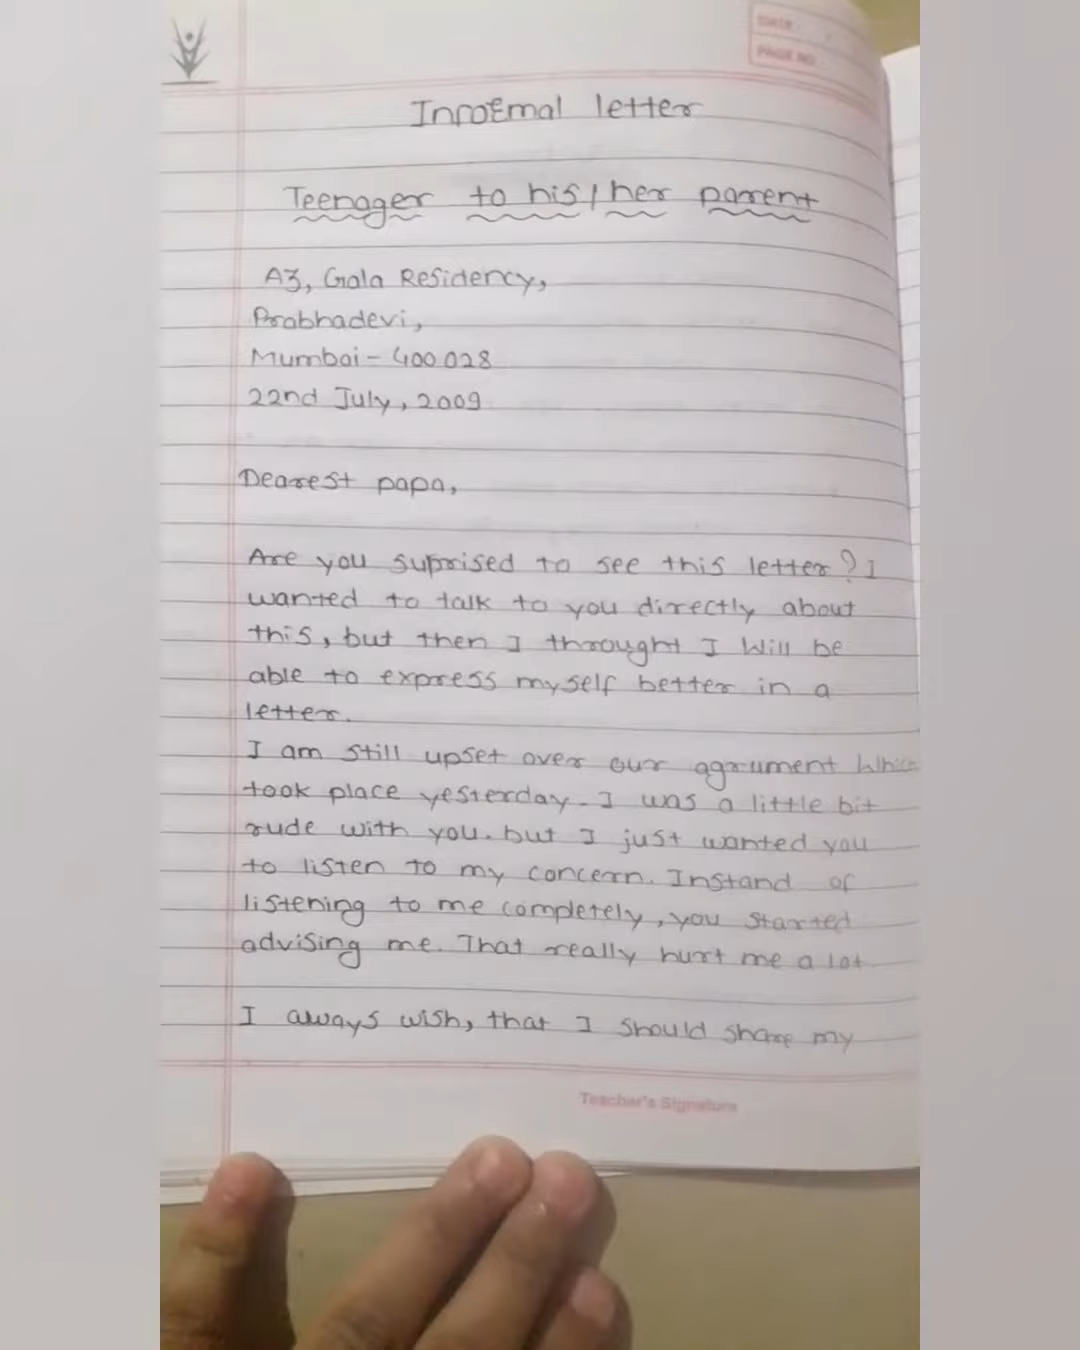 Date
PAGE NO
Informal letter
Teenager to his/her parent
A3, Gala Residency,
Prabhadevi,
Mumbai - 400 028
22nd July, 2009
Dearest papa,
Are you suprised to see this letter? I
wanted to talk to you directly about
this, but then I throught I will be
able to express myself better in a
letter.
I am still upset over our agrument which
took place yesterday. I was a little bit
rude with you. but I just wanted you
to listen to my concern. Instand of
listening to me completely, you started
advising me. That really hurt me a lot
I aways wish, that I should share my
Teacher's Signature